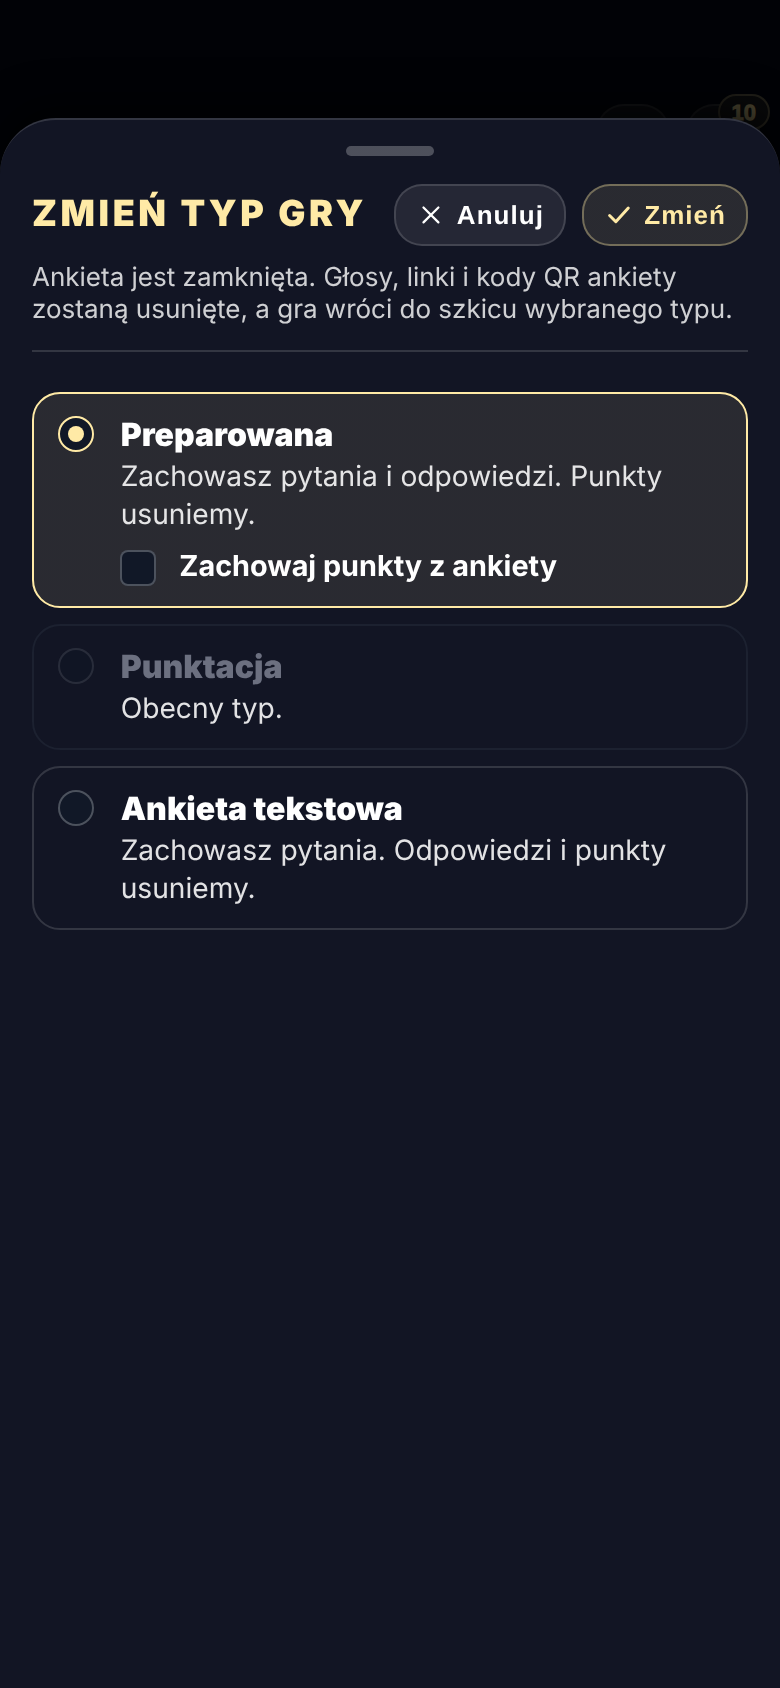 10
ZMIEŃ TYP GRY
Anuluj
Zmień
Ankieta jest zamknięta. Głosy, linki i kody QR ankiety
zostaną usunięte, a gra wróci do szkicu wybranego typu.
Preparowana
Zachowasz pytania i odpowiedzi. Punkty
usuniemy.
Zachowaj punkty z ankiety
Punktacja
Obecny typ.
Ankieta tekstowa
Zachowasz pytania. Odpowiedzi i punkty
usuniemy.